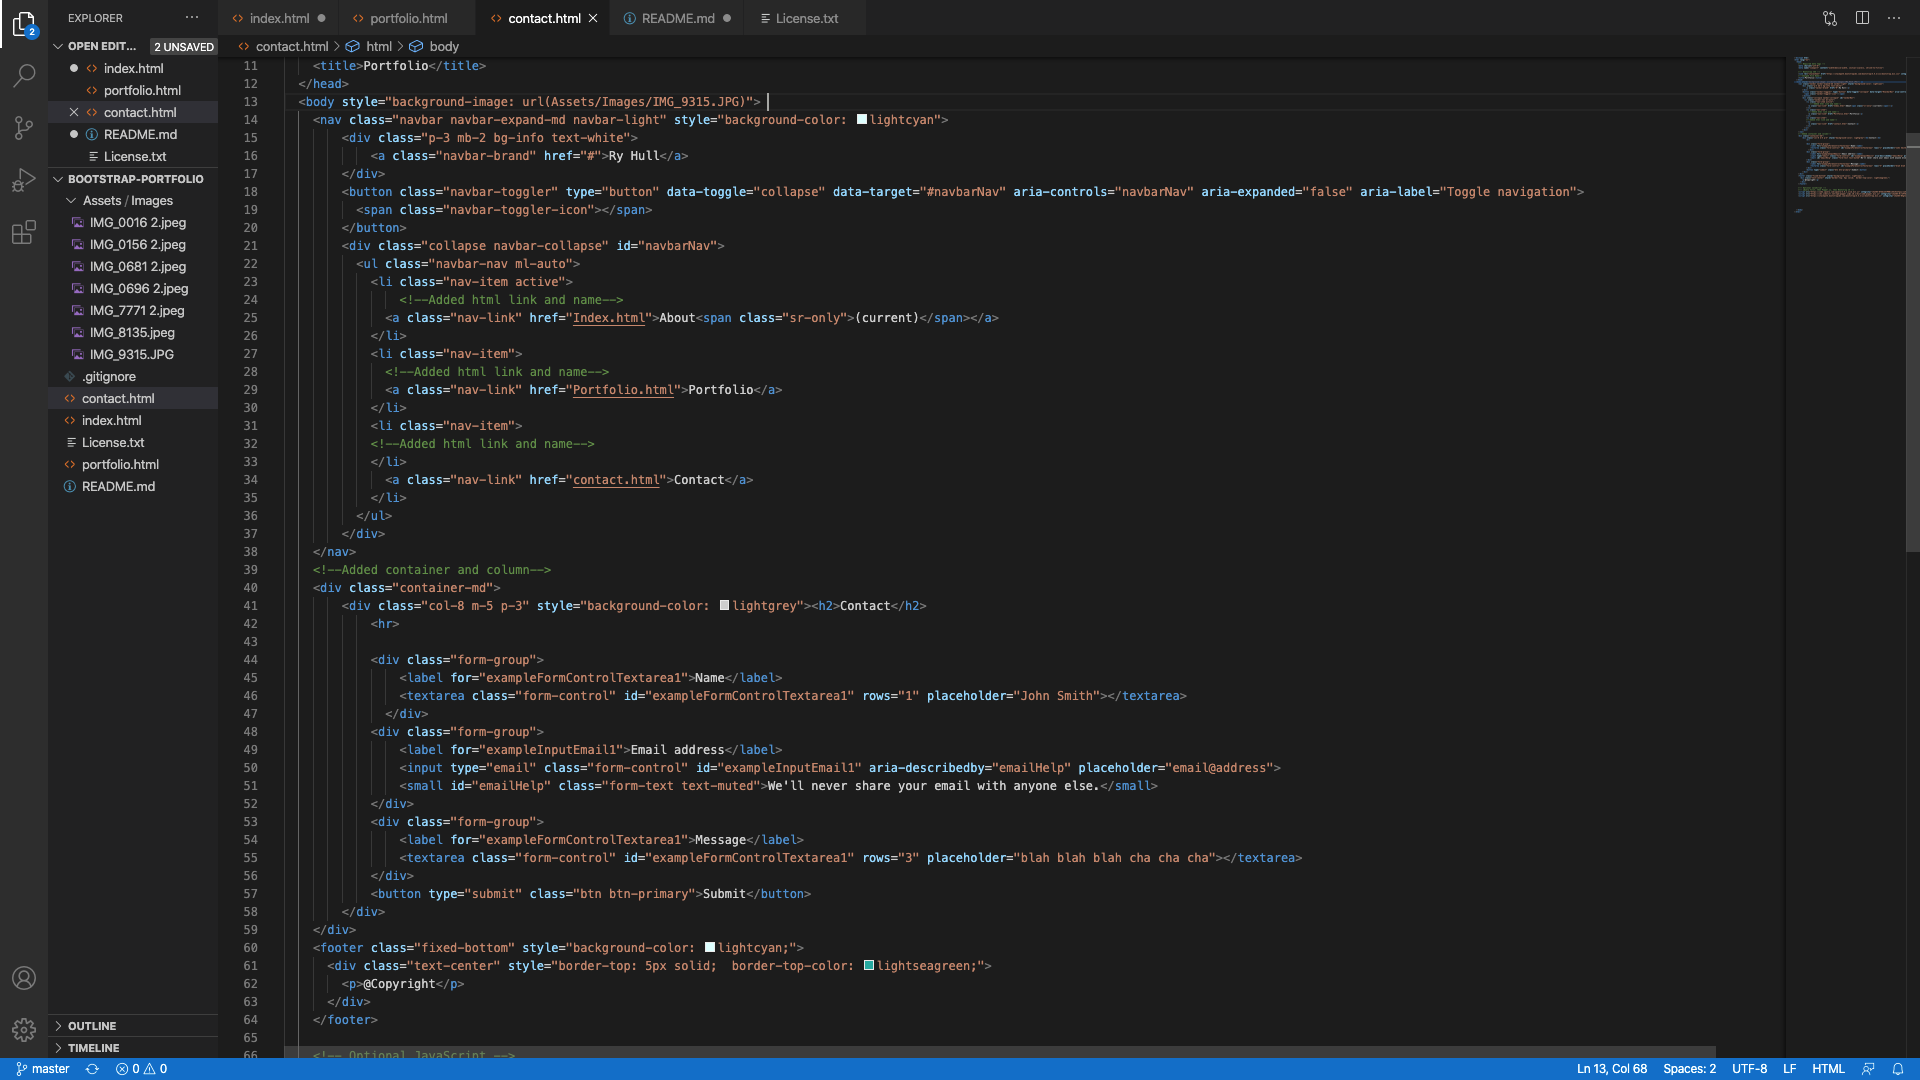 EXPLORER
···
index.html
portfolio.html
contact.html
README.md
License.txt
···
2
OPEN EDIT... 2 UNSAVED
index.html
portfolio.html
contact.html
README.md
License.txt
BOOTSTRAP-PORTFOLIO
Assets / Images
IMG_0016 2.jpeg
IMG_0156 2.jpeg
IMG_0681 2.jpeg
IMG_0696 2.jpeg
IMG_7771 2.jpeg
IMG_8135.jpeg
IMG_9315.JPG
.gitignore
contact.html
index.html
License.txt
portfolio.html
README.md
OUTLINE
TIMELINE
contact.html > html > body
11 <title>Portfolio</title>
12 </head>
13 <body style="background-image: url(Assets/Images/IMG_9315.JPG)">
14 <nav class="navbar navbar-expand-md navbar-light" style="background-color: lightcyan">
15 <div class="p-3 mb-2 bg-info text-white">
16 <a class="navbar-brand" href="#">Ry Hull</a>
17 </div>
18 <button class="navbar-toggler" type="button" data-toggle="collapse" data-target="#navbarNav" aria-controls="navbarNav" aria-expanded="false" aria-label="Toggle navigation">
19 <span class="navbar-toggler-icon"></span>
20 </button>
21 <div class="collapse navbar-collapse" id="navbarNav">
22 <ul class="navbar-nav ml-auto">
23 <li class="nav-item active">
24 <!--Added html link and name-->
25 <a class="nav-link" href="Index.html">About<span class="sr-only">(current)</span></a>
26 </li>
27 <li class="nav-item">
28 <!--Added html link and name-->
29 <a class="nav-link" href="Portfolio.html">Portfolio</a>
30 </li>
31 <li class="nav-item">
32 <!--Added html link and name-->
33 </li>
34 <a class="nav-link" href="contact.html">Contact</a>
35 </li>
36 </ul>
37 </div>
38 </nav>
39 <!--Added container and column-->
40 <div class="container-md">
41 <div class="col-8 m-5 p-3" style="background-color: lightgrey"><h2>Contact</h2>
42 <hr>
43
44 <div class="form-group">
45 <label for="exampleFormControlTextarea1">Name</label>
46 <textarea class="form-control" id="exampleFormControlTextarea1" rows="1" placeholder="John Smith"></textarea>
47 </div>
48 <div class="form-group">
49 <label for="exampleInputEmail1">Email address</label>
50 <input type="email" class="form-control" id="exampleInputEmail1" aria-describedby="emailHelp" placeholder="email@address">
51 <small id="emailHelp" class="form-text text-muted">We'll never share your email with anyone else.</small>
52 </div>
53 <div class="form-group">
54 <label for="exampleFormControlTextarea1">Message</label>
55 <textarea class="form-control" id="exampleFormControlTextarea1" rows="3" placeholder="blah blah blah cha cha cha"></textarea>
56 </div>
57 <button type="submit" class="btn btn-primary">Submit</button>
58 </div>
59 </div>
60 <footer class="fixed-bottom" style="background-color: lightcyan;">
61 <div class="text-center" style="border-top: 5px solid;  border-top-color: lightseagreen;">
62 <p>@Copyright</p>
63 </div>
64 </footer>
65
66 <!-- Optional JavaScript -->
master
0
0
Ln 13, Col 68
Spaces: 2
UTF-8
LF
HTML